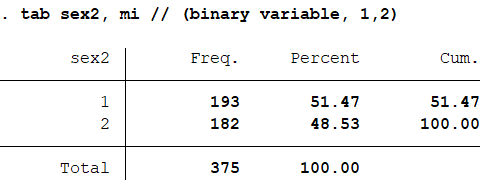 . tab sex2, mi // (binary variable, 1,2)
sex2 Freq. Percent Cum.
1 193 51.47 51.47
2 182 48.53 100.00
Total 375 100.00